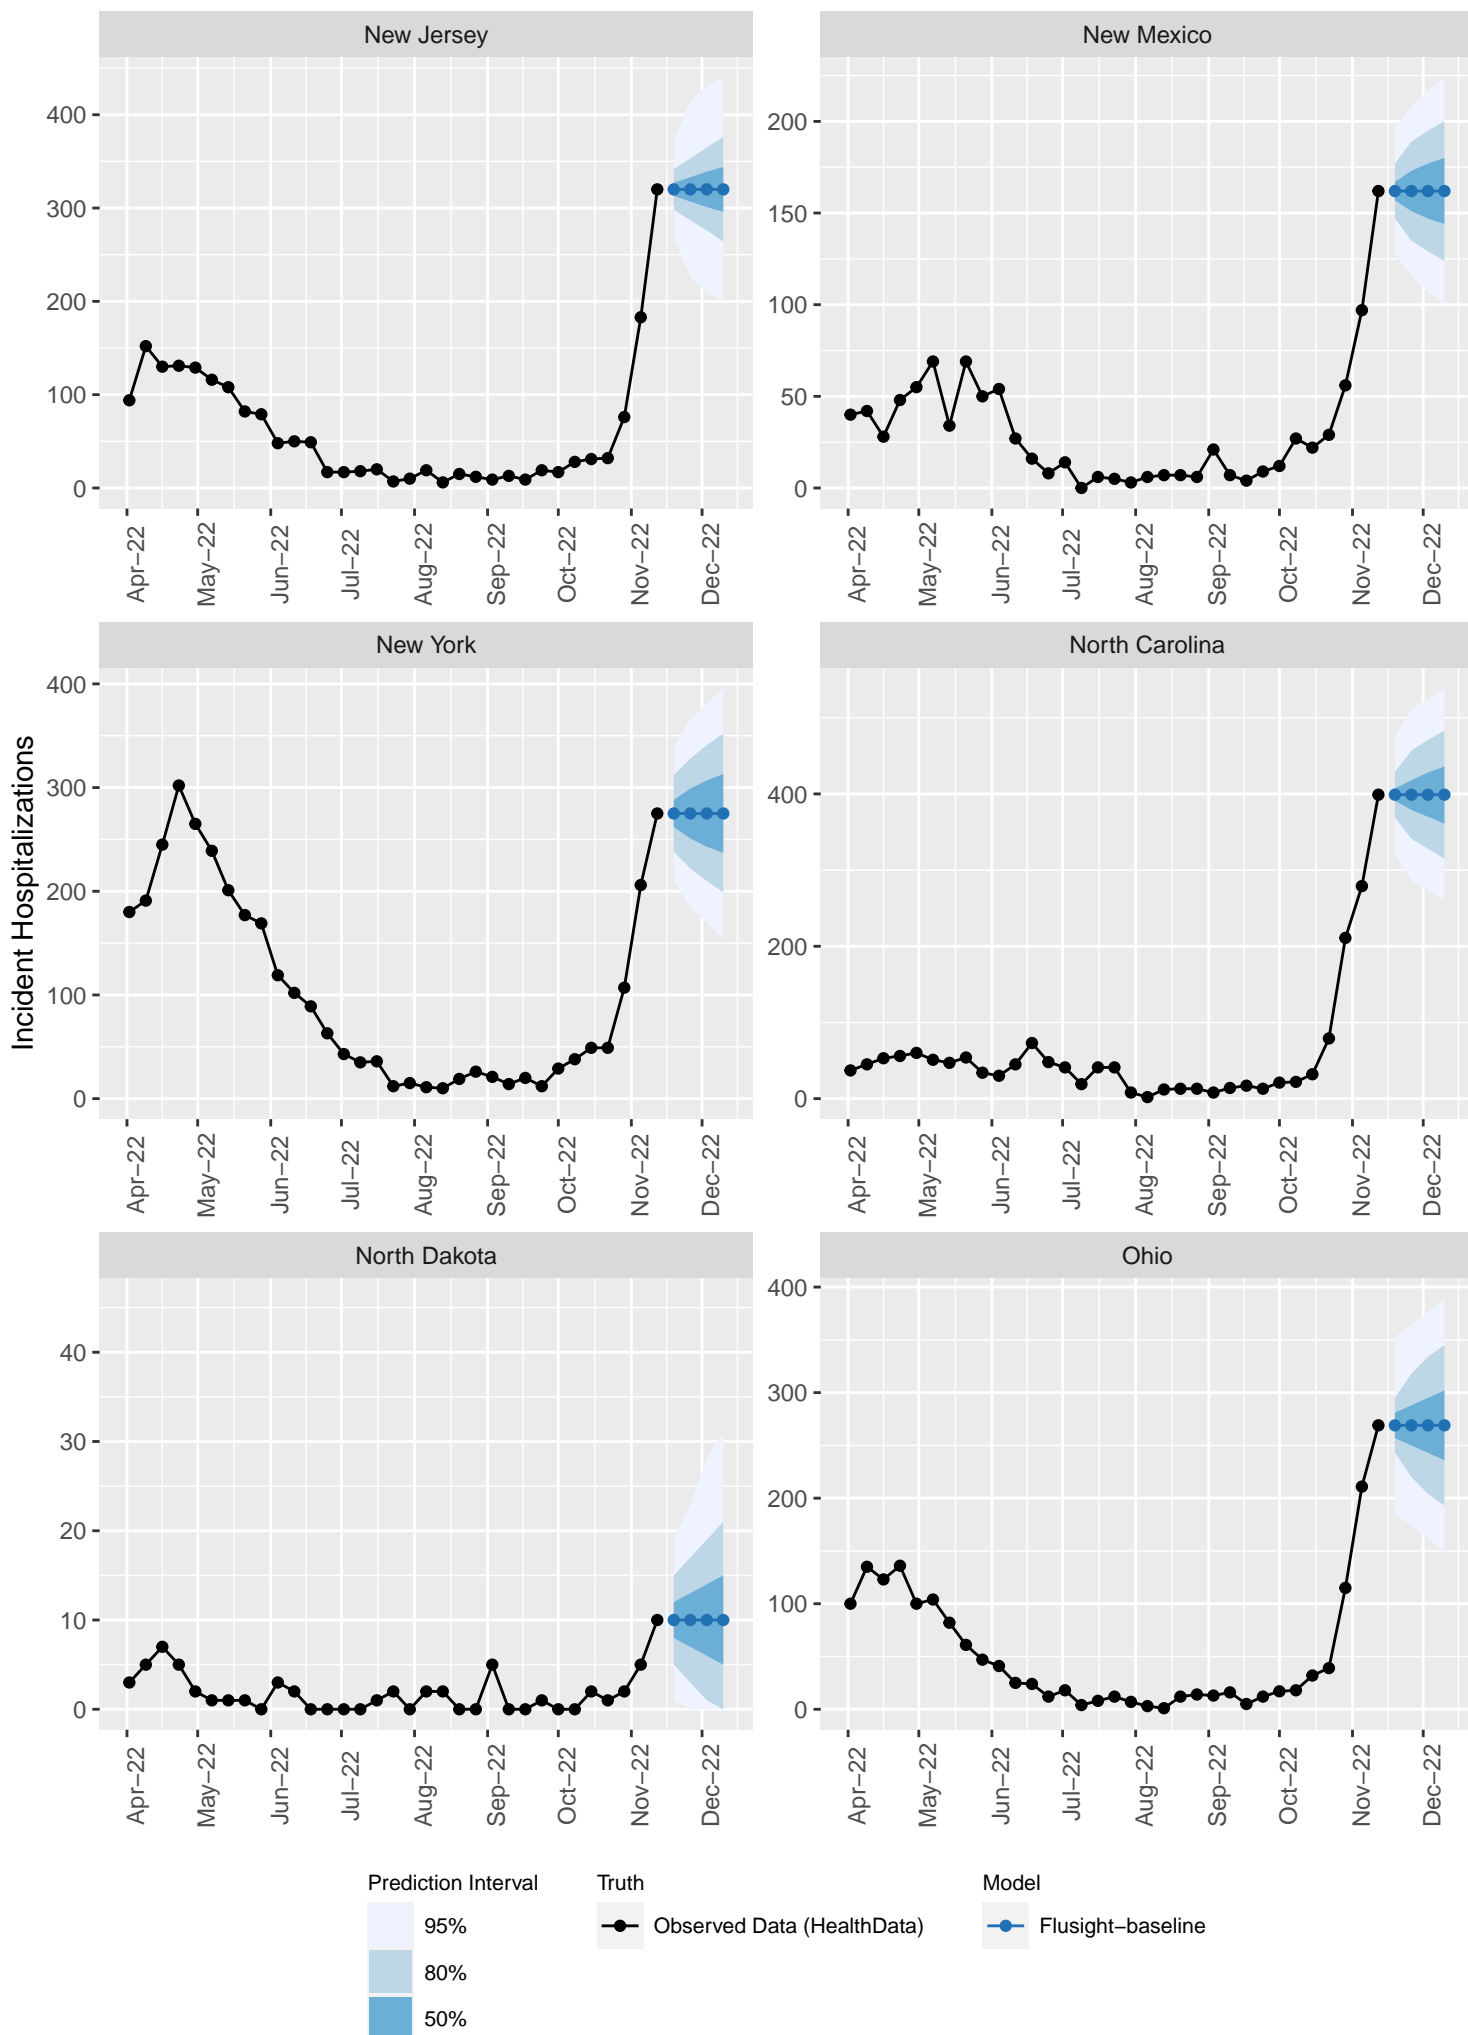 New Jersey
New Mexico
400
300
200
100
0
200
150
100
50
0
Apr−22
May−22
Jun−22
Jul−22
Aug−22
Sep−22
Oct−22
Nov−22
Dec−22
Apr−22
May−22
Jun−22
Jul−22
Aug−22
Sep−22
Oct−22
Nov−22
Dec−22
Incident Hospitalizations
New York
North Carolina
400
300
200
100
0
400
200
0
Apr−22
May−22
Jun−22
Jul−22
Aug−22
Sep−22
Oct−22
Nov−22
Dec−22
Apr−22
May−22
Jun−22
Jul−22
Aug−22
Sep−22
Oct−22
Nov−22
Dec−22
North Dakota
Ohio
40
30
20
10
0
400
300
200
100
0
Apr−22
May−22
Jun−22
Jul−22
Aug−22
Sep−22
Oct−22
Nov−22
Dec−22
Apr−22
May−22
Jun−22
Jul−22
Aug−22
Sep−22
Oct−22
Nov−22
Dec−22
Prediction Interval
95%
80%
50%
Truth
Observed Data (HealthData)
Model
Flusight−baseline